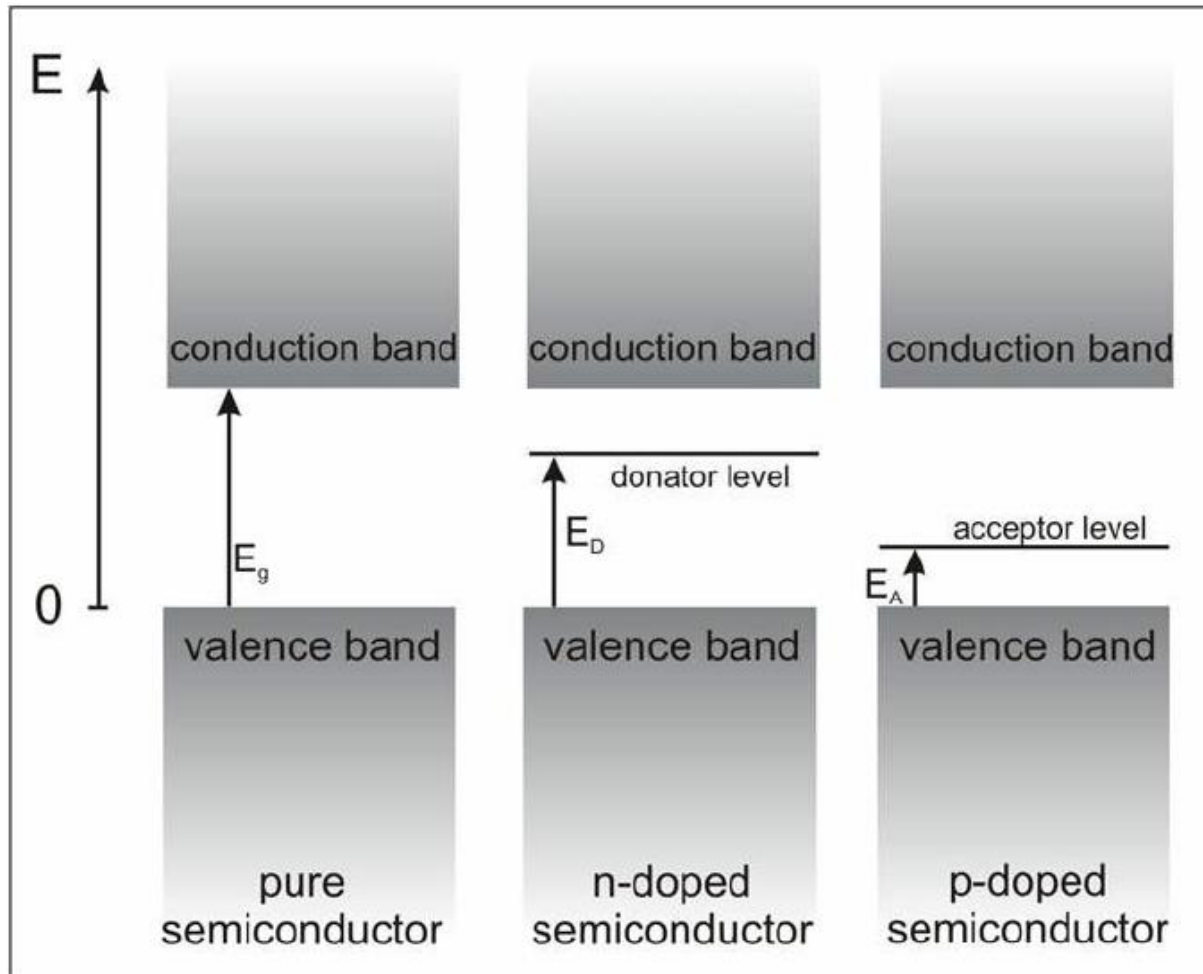 E
conduction band
conduction band
conduction band
donator level
acceptor level
E_g
E_D
E_A
0
valence band
valence band
valence band
pure
semiconductor
n-doped
semiconductor
p-doped
semiconductor